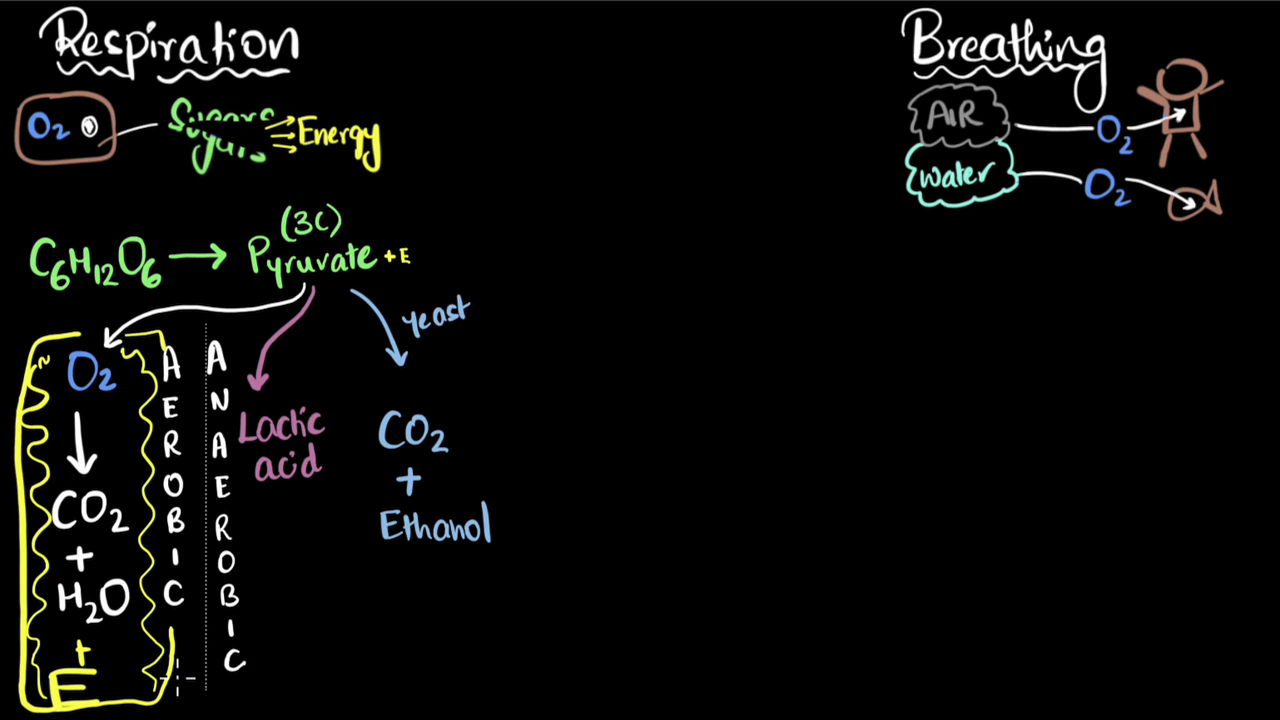 Respiration
O2
Sugars
Energy
(3C)
C6H12O6 → Pyruvate + E
yeast
O2
CO2
+
H2O
+
E
AEROBIC
ANAEROBIC
Lactic
acid
CO2
+
Ethanol
Breathing
AIR
O2
Water
O2